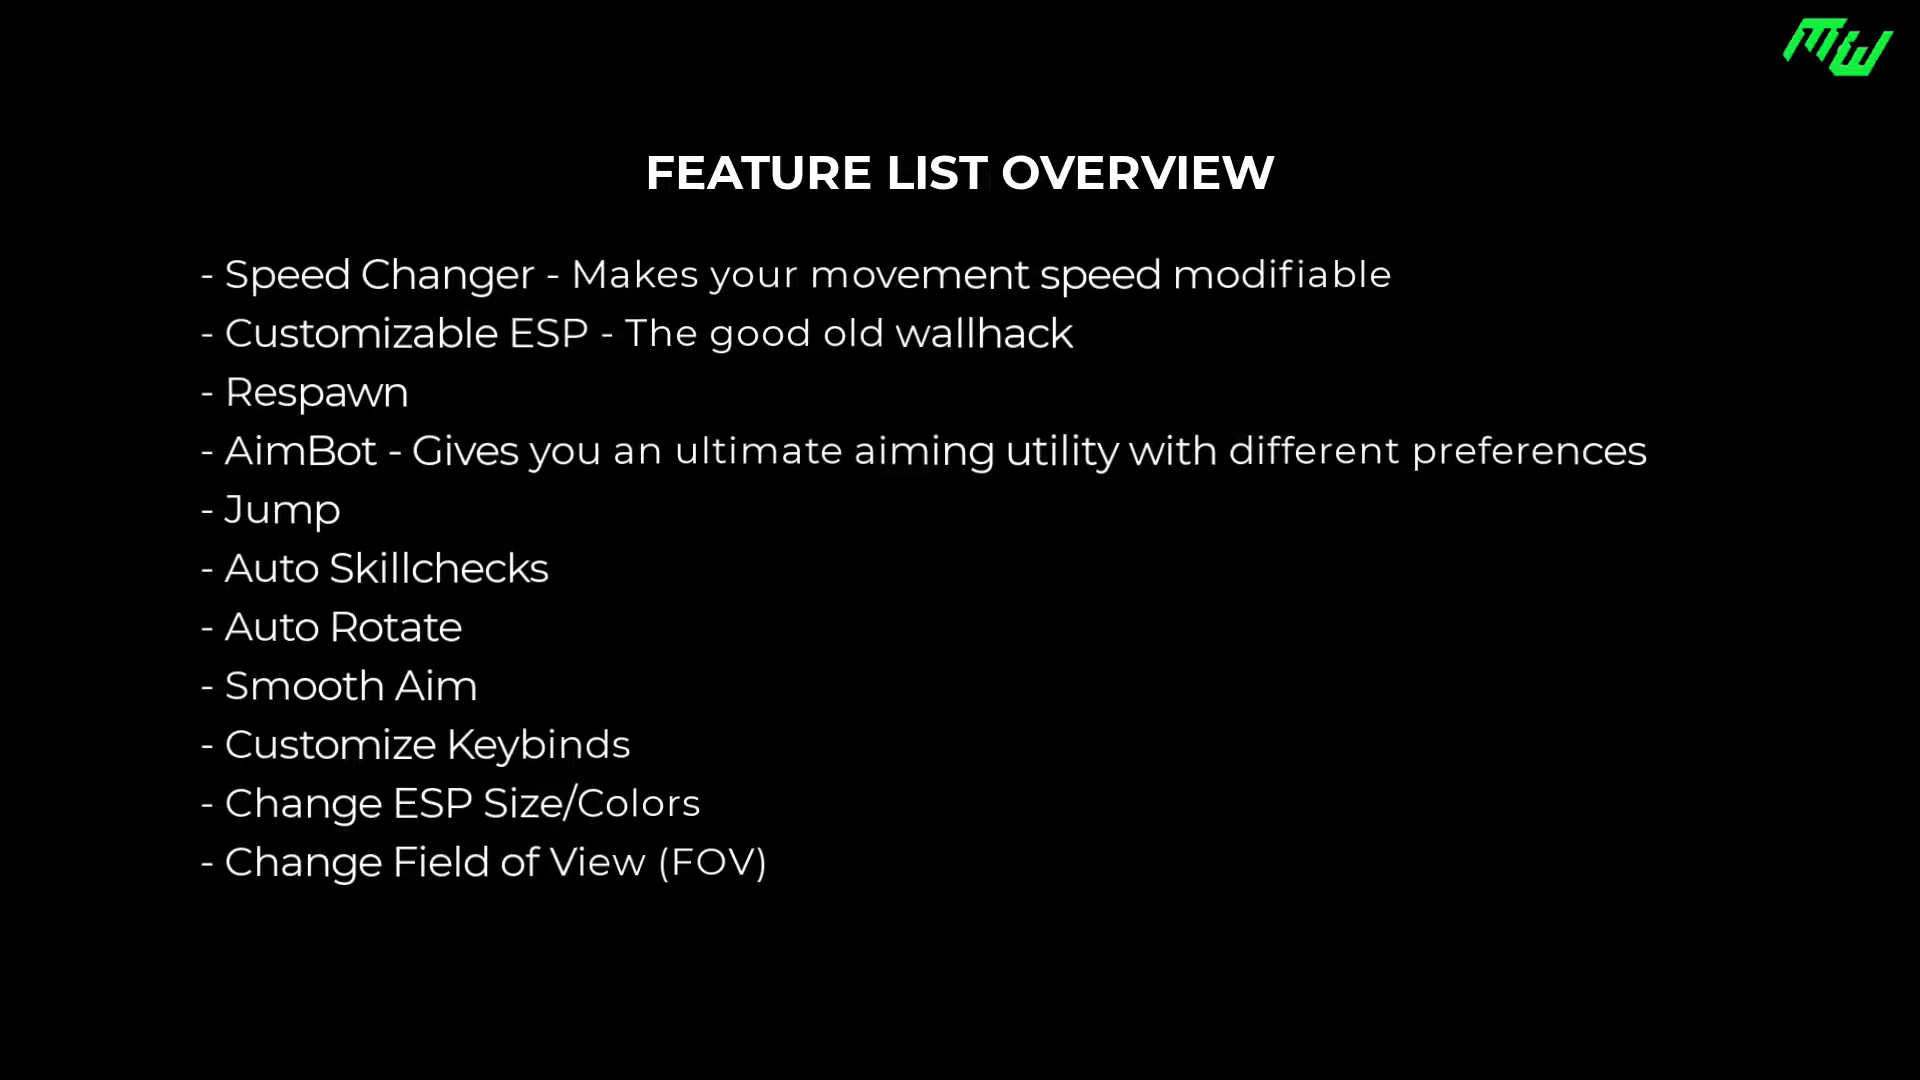 MW
FEATURE LIST OVERVIEW
- Speed Changer - Makes your movement speed modifiable
- Customizable ESP - The good old wallhack
- Respawn
- AimBot - Gives you an ultimate aiming utility with different preferences
- Jump
- Auto Skillchecks
- Auto Rotate
- Smooth Aim
- Customize Keybinds
- Change ESP Size/Colors
- Change Field of View (FOV)